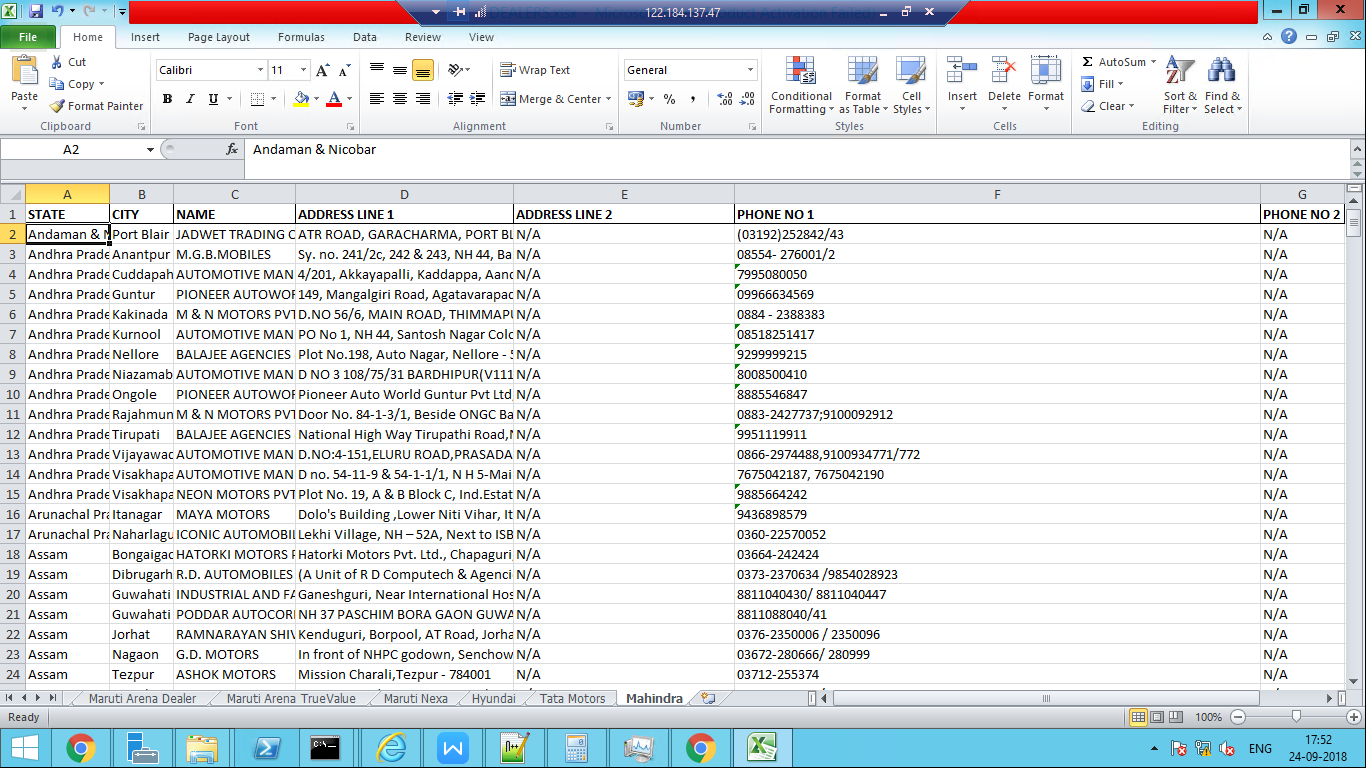 122.184.137.47
File Home Insert Page Layout Formulas Data Review View
Paste Cut Copy Format Painter Clipboard
Calibri 11 B I U Font
Wrap Text Merge & Center Alignment
General % , Number
Conditional Formatting Format as Table Cell Styles Styles
Insert Delete Format Cells
AutoSum Fill Clear Sort & Filter Find & Select Editing
A2 fx Andaman & Nicobar
A B C D E F G
1 STATE CITY NAME ADDRESS LINE 1 ADDRESS LINE 2 PHONE NO 1 PHONE NO 2
2 Andaman & N Port Blair JADWET TRADING C ATR ROAD, GARACHARMA, PORT BL N/A (03192)252842/43 N/A
3 Andhra Prade Anantpur M.G.B.MOBILES Sy. no. 241/2c, 242 & 243, NH 44, Ba N/A 08554- 276001/2 N/A
4 Andhra Prade Cuddapah AUTOMOTIVE MAN 4/201, Akkayapalli, Kaddappa, Aand N/A 7995080050 N/A
5 Andhra Prade Guntur PIONEER AUTOWOR 149, Mangalgiri Road, Agatavarapad N/A 09966634569 N/A
6 Andhra Prade Kakinada M & N MOTORS PVT D.NO 56/6, MAIN ROAD, THIMMAPU N/A 0884 - 2388383 N/A
7 Andhra Prade Kurnool AUTOMOTIVE MAN PO No 1, NH 44, Santosh Nagar Colo N/A 08518251417 N/A
8 Andhra Prade Nellore BALAJEE AGENCIES Plot No.198, Auto Nagar, Nellore - 5 N/A 9299999215 N/A
9 Andhra Prade Niazamab AUTOMOTIVE MAN D NO 3 108/75/31 BARDHIPUR(V111 N/A 8008500410 N/A
10 Andhra Prade Ongole PIONEER AUTOWOR Pioneer Auto World Guntur Pvt Ltd, N/A 8885546847 N/A
11 Andhra Prade Rajahmun M & N MOTORS PVT Door No. 84-1-3/1, Beside ONGC Ba N/A 0883-2427737;9100092912 N/A
12 Andhra Prade Tirupati BALAJEE AGENCIES National High Way Tirupathi Road,N N/A 9951119911 N/A
13 Andhra Prade Vijayawad AUTOMOTIVE MAN D.NO:4-151,ELURU ROAD,PRASADA N/A 0866-2974488,9100934771/772 N/A
14 Andhra Prade Visakhapa AUTOMOTIVE MAN D no. 54-11-9 & 54-1-1/1, N H 5-Mai N/A 7675042187, 7675042190 N/A
15 Andhra Prade Visakhapa NEON MOTORS PVT Plot No. 19, A & B Block C, Ind.Estat N/A 9885664242 N/A
16 Arunachal Pra Itanagar MAYA MOTORS Dolo's Building ,Lower Niti Vihar, It N/A 9436898579 N/A
17 Arunachal Pra Naharlagu ICONIC AUTOMOBIL Lekhi Village, NH – 52A, Next to ISB N/A 0360-22570052 N/A
18 Assam Bongaigao HATORKI MOTORS P Hatorki Motors Pvt. Ltd., Chapaguri, N/A 03664-242424 N/A
19 Assam Dibrugarh R.D. AUTOMOBILES (A Unit of R D Computech & Agenci N/A 0373-2370634 /9854028923 N/A
20 Assam Guwahati INDUSTRIAL AND FA Ganeshguri, Near International Hos N/A 8811040430/ 8811040447 N/A
21 Assam Guwahati PODDAR AUTOCOR NH 37 PASCHIM BORA GAON GUWA N/A 8811088040/41 N/A
22 Assam Jorhat RAMNARAYAN SHIV Kenduguri, Borpool, AT Road, Jorha N/A 0376-2350006 / 2350096 N/A
23 Assam Nagaon G.D. MOTORS In front of NHPC godown, Senchow N/A 03672-280666/ 280999 N/A
24 Assam Tezpur ASHOK MOTORS Mission Charali,Tezpur - 784001 N/A 03712-255374 N/A
Maruti Arena Dealer Maruti Arena TrueValue Maruti Nexa Hyundai Tata Motors Mahindra
Ready 100%
ENG 17:52
24-09-2018